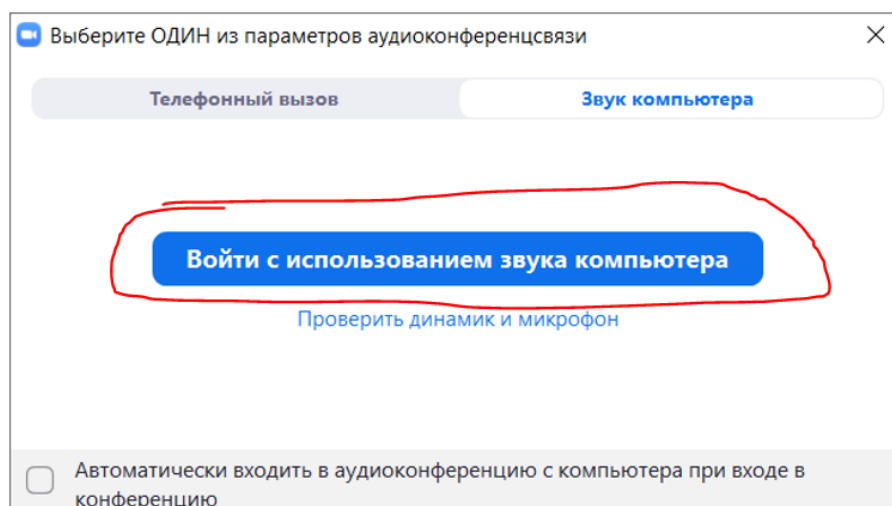 Выберите ОДИН из параметров аудиоконференцсвязи
Телефонный вызов
Звук компьютера
Войти с использованием звука компьютера
Проверить динамик и микрофон
Автоматически входить в аудиоконференцию с компьютера при входе в
конференцию